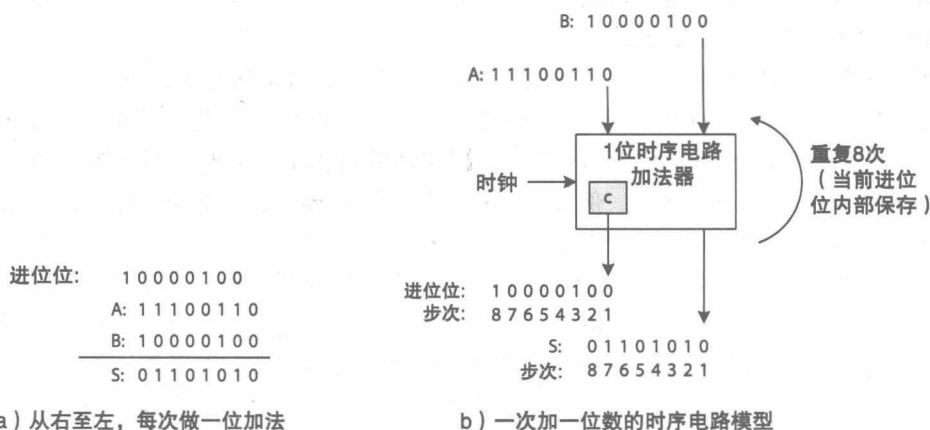 B: 10000100
A: 11100110
1位时序电路
加法器
时钟
c
重复8次
（当前进位
位内部保存）
进位位: 10000100
步次: 87654321
S: 01101010
步次: 87654321
进位位: 10000100
A: 11100110
B: 10000100
S: 01101010
a）从右至左，每次做一位加法
b）一次加一位数的时序电路模型